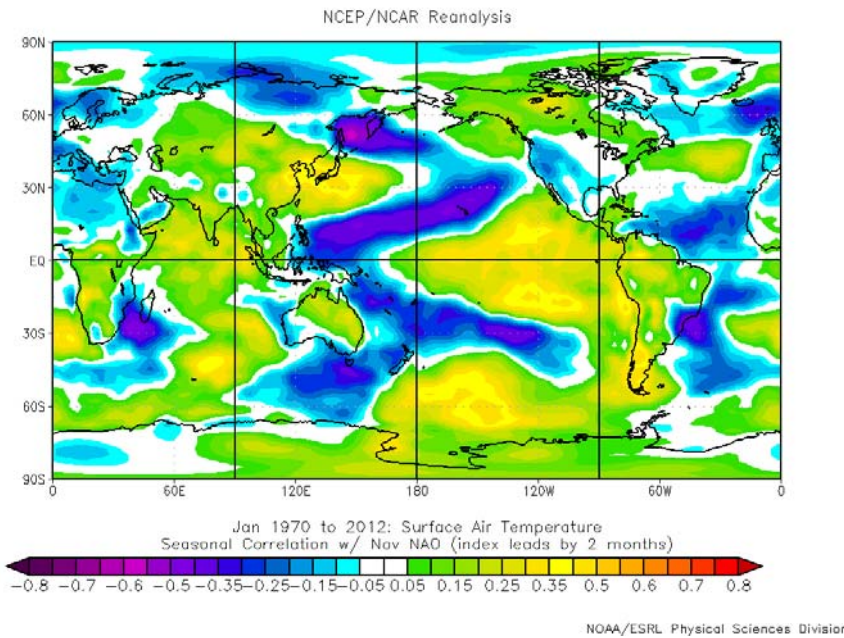 NCEP/NCAR Reanalysis
90N
60N
30N
EQ
30S
60S
90S
0 60E 120E 180 120W 60W 0
Jan 1970 to 2012: Surface Air Temperature
Seasonal Correlation w/ Nov NAO (index leads by 2 months)
-0.8 -0.7 -0.6 -0.5 -0.35 -0.25 -0.15 -0.05 0.05 0.15 0.25 0.35 0.5 0.6 0.7 0.8
NOAA/ESRL Physical Sciences Division